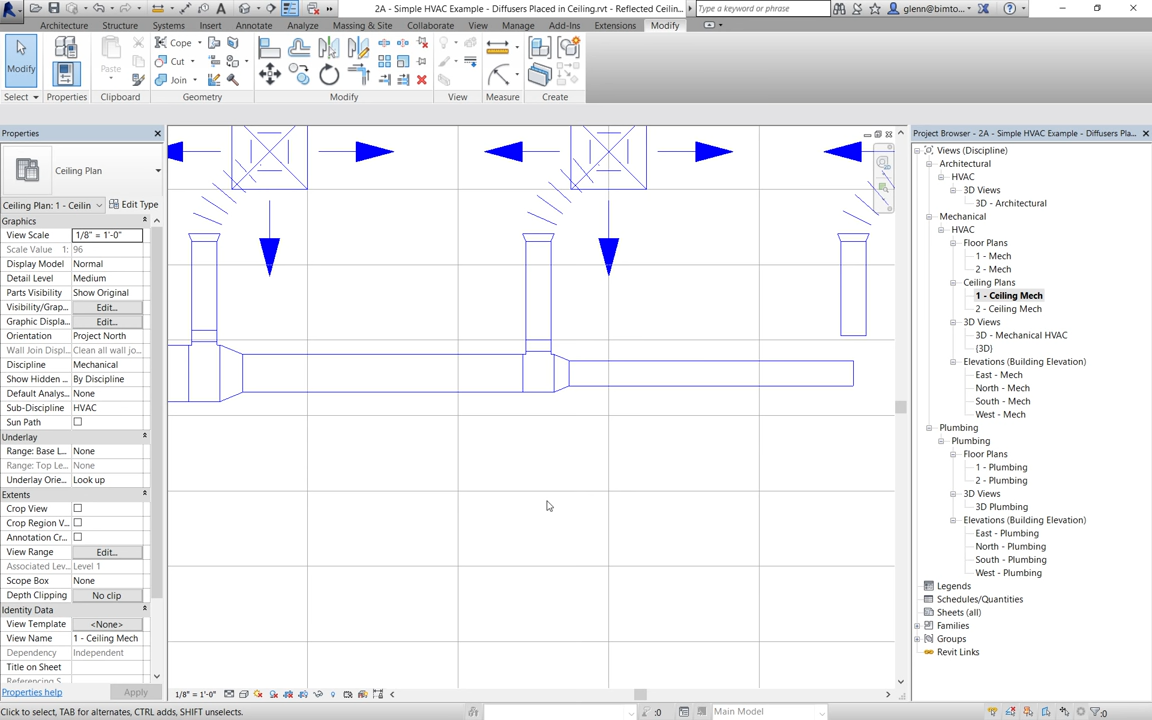 2A - Simple HVAC Example - Diffusers Placed in Ceiling.rvt - Reflected Ceilin...
Type a keyword or phrase
glenn@bimto...
Architecture Structure Systems Insert Annotate Analyze Massing & Site Collaborate View Manage Add-Ins Extensions Modify
Modify Paste Cope Cut Join
Select Properties Clipboard Geometry Modify View Measure Create
Properties
Project Browser - 2A - Simple HVAC Example - Diffusers Pla...
Ceiling Plan
Ceiling Plan: 1 - Ceilin Edit Type
Graphics
View Scale 1/8" = 1'-0"
Scale Value 1: 96
Display Model Normal
Detail Level Medium
Parts Visibility Show Original
Visibility/Grap... Edit...
Graphic Displa... Edit...
Orientation Project North
Wall Join Displ... Clean all wall jo...
Discipline Mechanical
Show Hidden ... By Discipline
Default Analys... None
Sub-Discipline HVAC
Sun Path
Underlay
Range: Base L... None
Range: Top Le... None
Underlay Orie... Look up
Extents
Crop View
Crop Region V...
Annotation Cr...
View Range Edit...
Associated Lev... Level 1
Scope Box None
Depth Clipping No clip
Identity Data
View Template <None>
View Name 1 - Ceiling Mech
Dependency Independent
Title on Sheet
Referencing S...
Properties help Apply
Views (Discipline)
Architectural
HVAC
3D Views
3D - Architectural
Mechanical
HVAC
Floor Plans
1 - Mech
2 - Mech
Ceiling Plans
1 - Ceiling Mech
2 - Ceiling Mech
3D Views
3D - Mechanical HVAC
{3D}
Elevations (Building Elevation)
East - Mech
North - Mech
South - Mech
West - Mech
Plumbing
Plumbing
Floor Plans
1 - Plumbing
2 - Plumbing
3D Views
3D Plumbing
Elevations (Building Elevation)
East - Plumbing
North - Plumbing
South - Plumbing
West - Plumbing
Legends
Schedules/Quantities
Sheets (all)
Families
Groups
Revit Links
1/8" = 1'-0"
Click to select, TAB for alternates, CTRL adds, SHIFT unselects. :0 Main Model :0